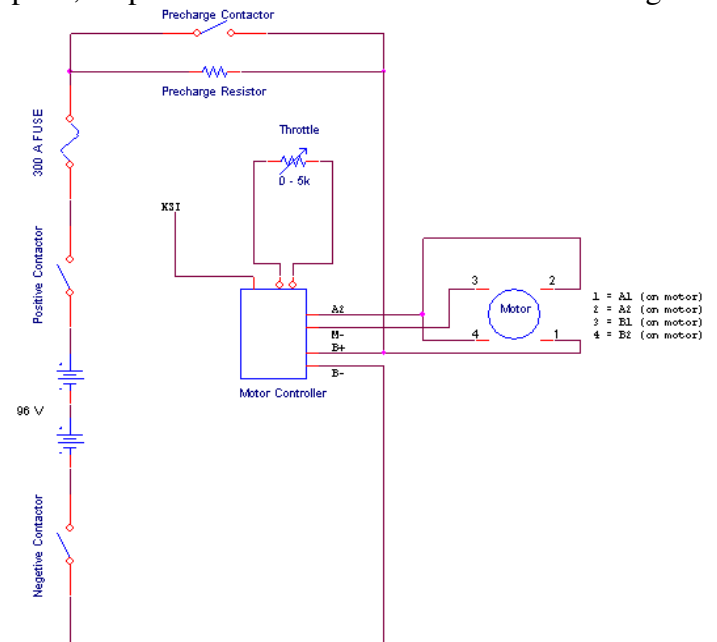 Precharge Contactor
Precharge Resistor
300 A FUSE
Throttle
0 - 5k
KSI
Positive Contactor
A2
M-
B+
B-
3
2
Motor
4
1
1 = A1 (on motor)
2 = A2 (on motor)
3 = B1 (on motor)
4 = B2 (on motor)
Motor Controller
96 V
Negetive Contactor